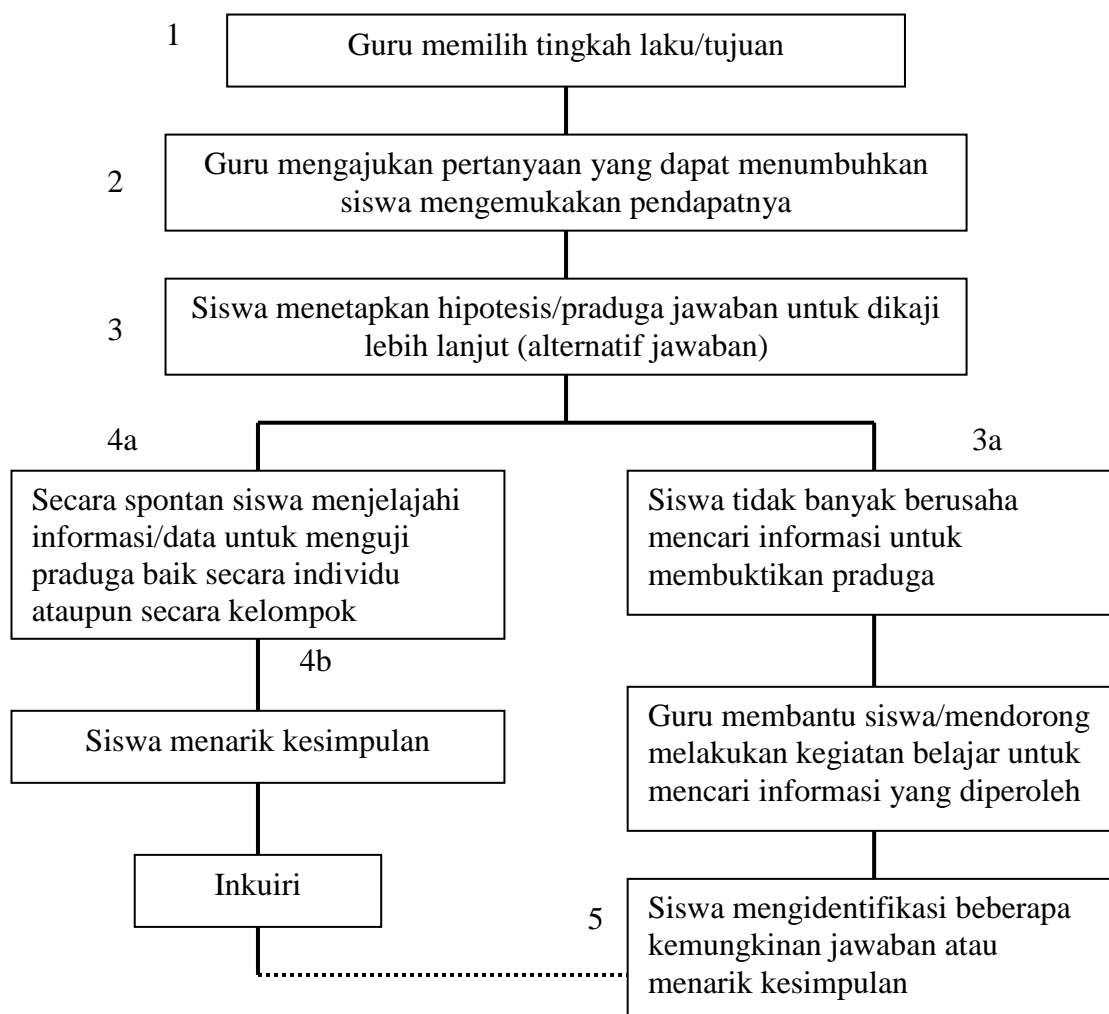 1
Guru memilih tingkah laku/tujuan
2
Guru mengajukan pertanyaan yang dapat menumbuhkan
siswa mengemukakan pendapatnya
3
Siswa menetapkan hipotesis/praduga jawaban untuk dikaji
lebih lanjut (alternatif jawaban)
4a
Secara spontan siswa menjelajahi
informasi/data untuk menguji
praduga baik secara individu
ataupun secara kelompok
4b
Siswa menarik kesimpulan
Inkuiri
3a
Siswa tidak banyak berusaha
mencari informasi untuk
membuktikan praduga
Guru membantu siswa/mendorong
melakukan kegiatan belajar untuk
mencari informasi yang diperoleh
5
Siswa mengidentifikasi beberapa
kemungkinan jawaban atau
menarik kesimpulan